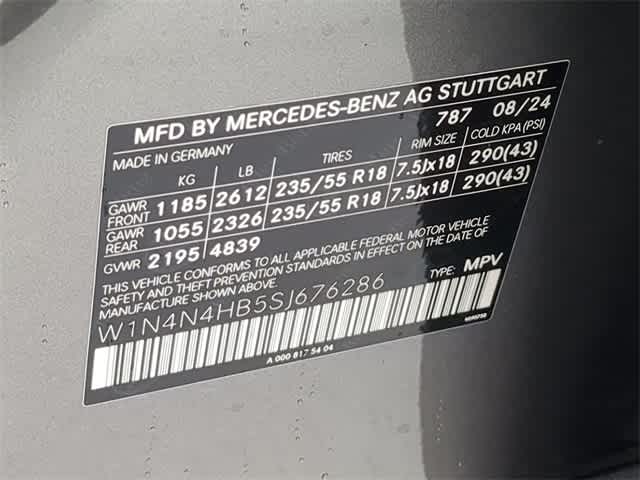 MFD BY MERCEDES-BENZ AG STUTTGART
787 08/24
MADE IN GERMANY
KG LB TIRES RIM SIZE COLD KPA(PSI)
GAWR FRONT 1185 2612 235/55 R18 7.5Jx18 290(43)
GAWR REAR 1055 2326 235/55 R18 7.5Jx18 290(43)
GVWR 2195 4839
THIS VEHICLE CONFORMS TO ALL APPLICABLE FEDERAL MOTOR VEHICLE
SAFETY AND THEFT PREVENTION STANDARDS IN EFFECT ON THE DATE OF
MANUFACTURE SHOWN ABOVE.
W1N4N4HB5SJ676286 TYPE: MPV
A 000 817 54 04